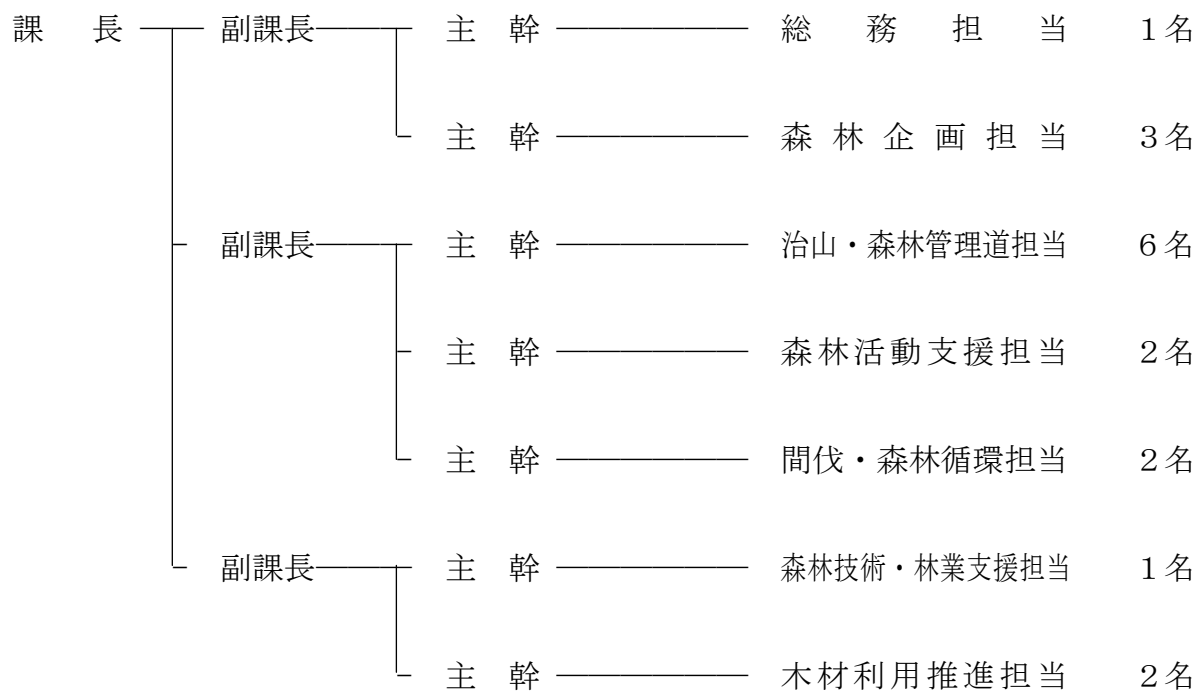 課長 副課長 主幹 総務担当 1名
主幹 森林企画担当 3名
副課長 主幹 治山・森林管理道担当 6名
主幹 森林活動支援担当 2名
主幹 間伐・森林循環担当 2名
副課長 主幹 森林技術・林業支援担当 1名
主幹 木材利用推進担当 2名